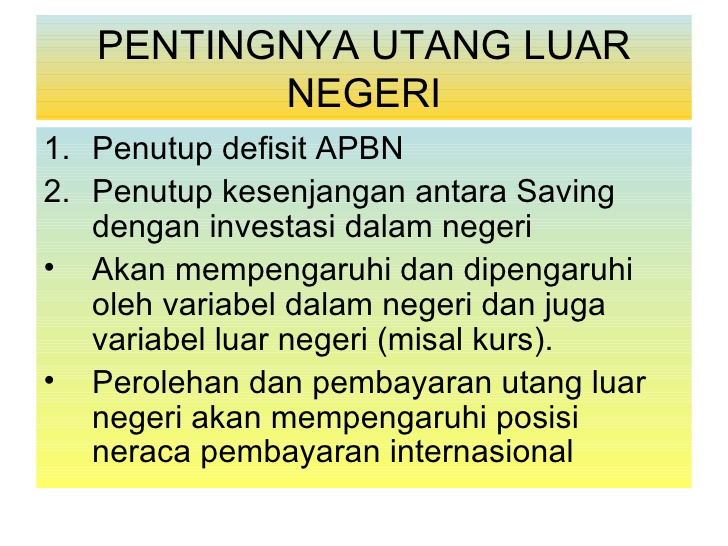 PENTINGNYA UTANG LUAR
NEGERI
1. Penutup defisit APBN
2. Penutup kesenjangan antara Saving
dengan investasi dalam negeri
• Akan mempengaruhi dan dipengaruhi
oleh variabel dalam negeri dan juga
variabel luar negeri (misal kurs).
• Perolehan dan pembayaran utang luar
negeri akan mempengaruhi posisi
neraca pembayaran internasional